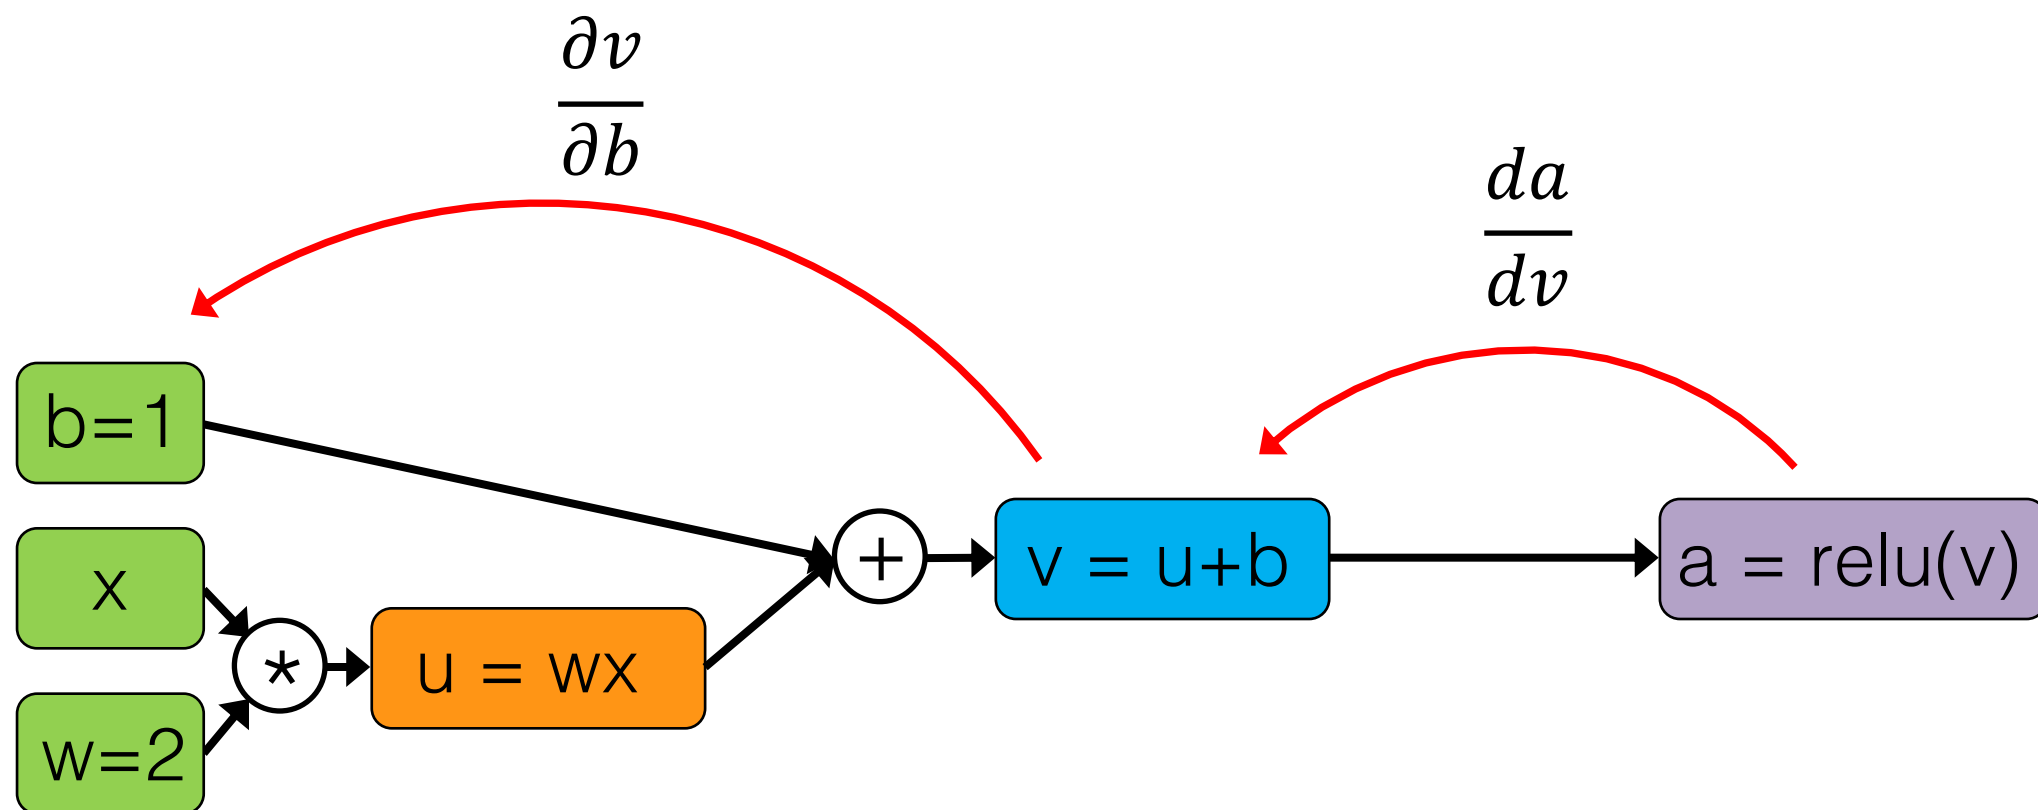 ∂v
∂b
da
dv
b=1
x
*
w=2
u = wx
+
v = u+b
a = relu(v)